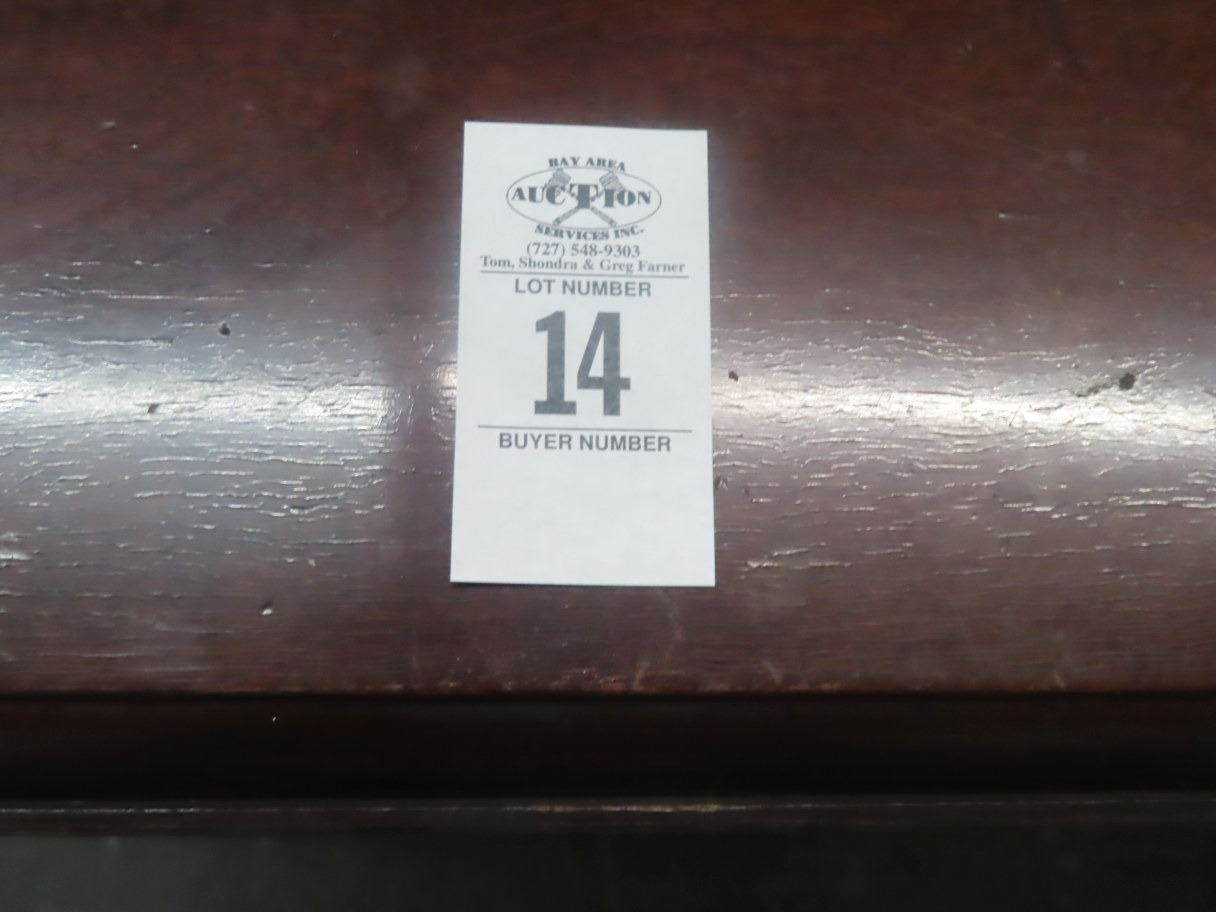 BAY AREA
AUCTION
SERVICES INC.
(727) 548-9303
Tom, Shondra & Greg Farner
LOT NUMBER
14
BUYER NUMBER